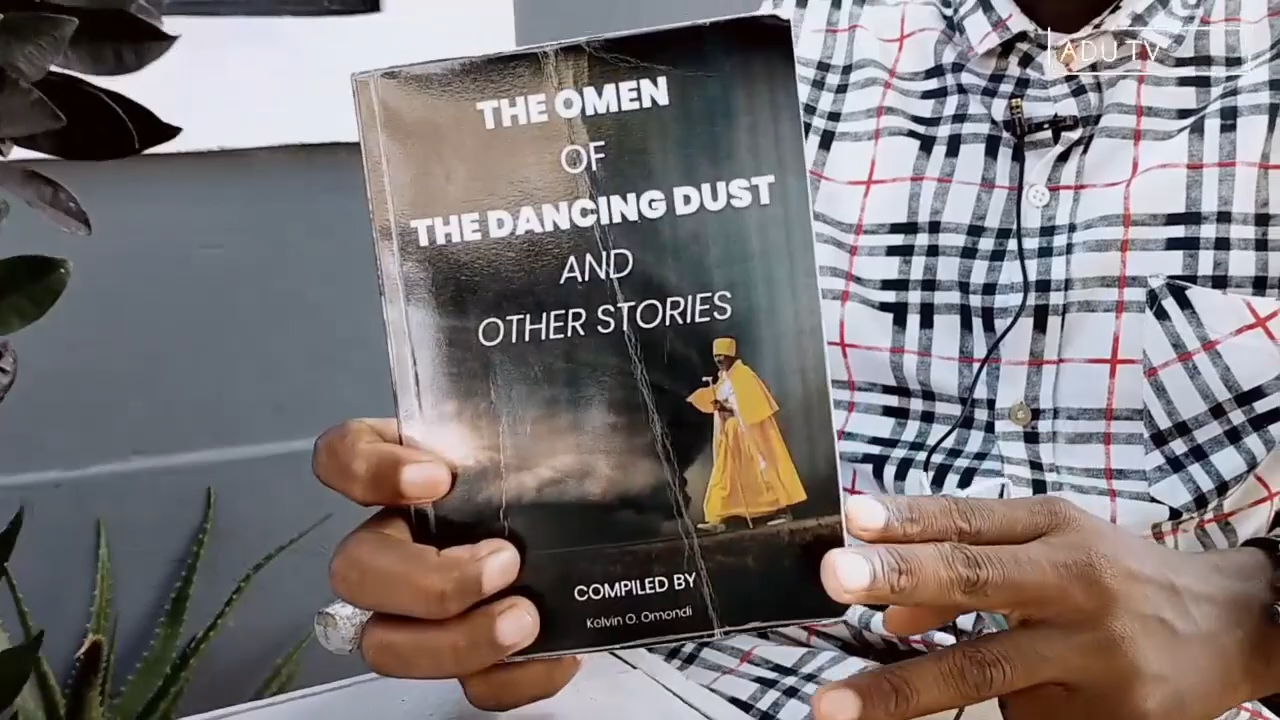 ADU TV
THE OMEN
OF
THE DANCING DUST
AND
OTHER STORIES
COMPILED BY
Kelvin O. Omondi